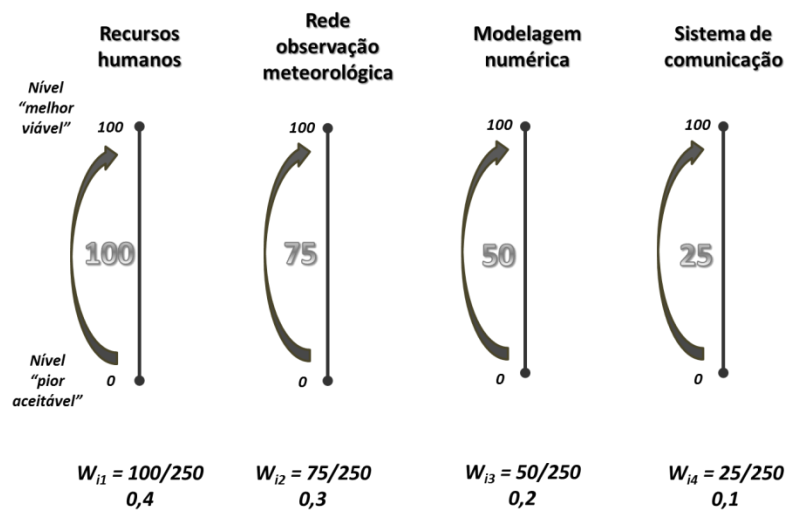 Recursos
humanos
Rede
observação
meteorológica
Modelagem
numérica
Sistema de
comunicação
Nível
“melhor
viável”
100
100
100
100
100
75
50
25
Nível
“pior
aceitável”
0
0
0
0
Wi1 = 100/250
0,4
Wi2 = 75/250
0,3
Wi3 = 50/250
0,2
Wi4 = 25/250
0,1